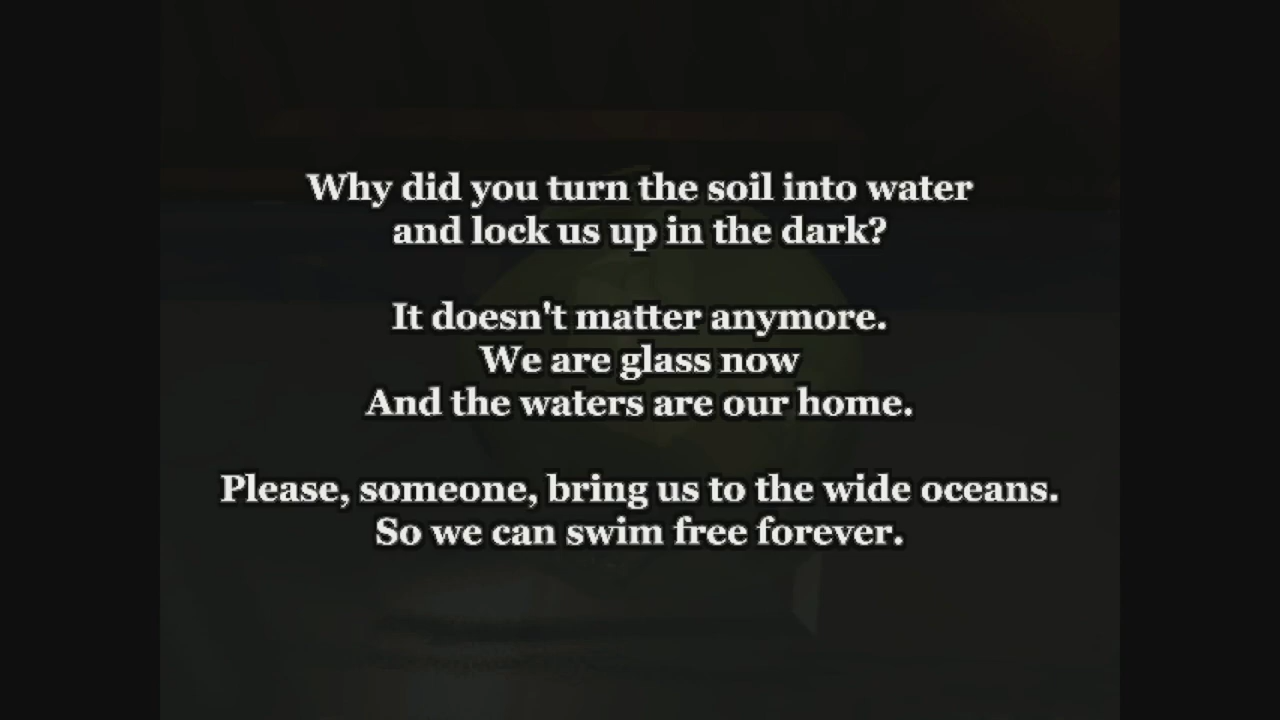 Why did you turn the soil into water
and lock us up in the dark?
It doesn't matter anymore.
We are glass now
And the waters are our home.
Please, someone, bring us to the wide oceans.
So we can swim free forever.